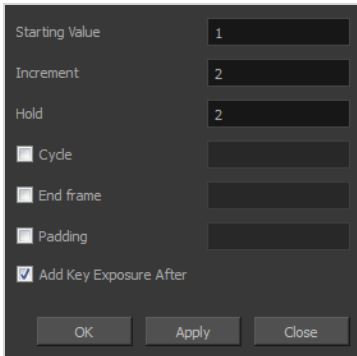 Starting Value 1
Increment 2
Hold 2
Cycle
End frame
Padding
Add Key Exposure After
OK Apply Close